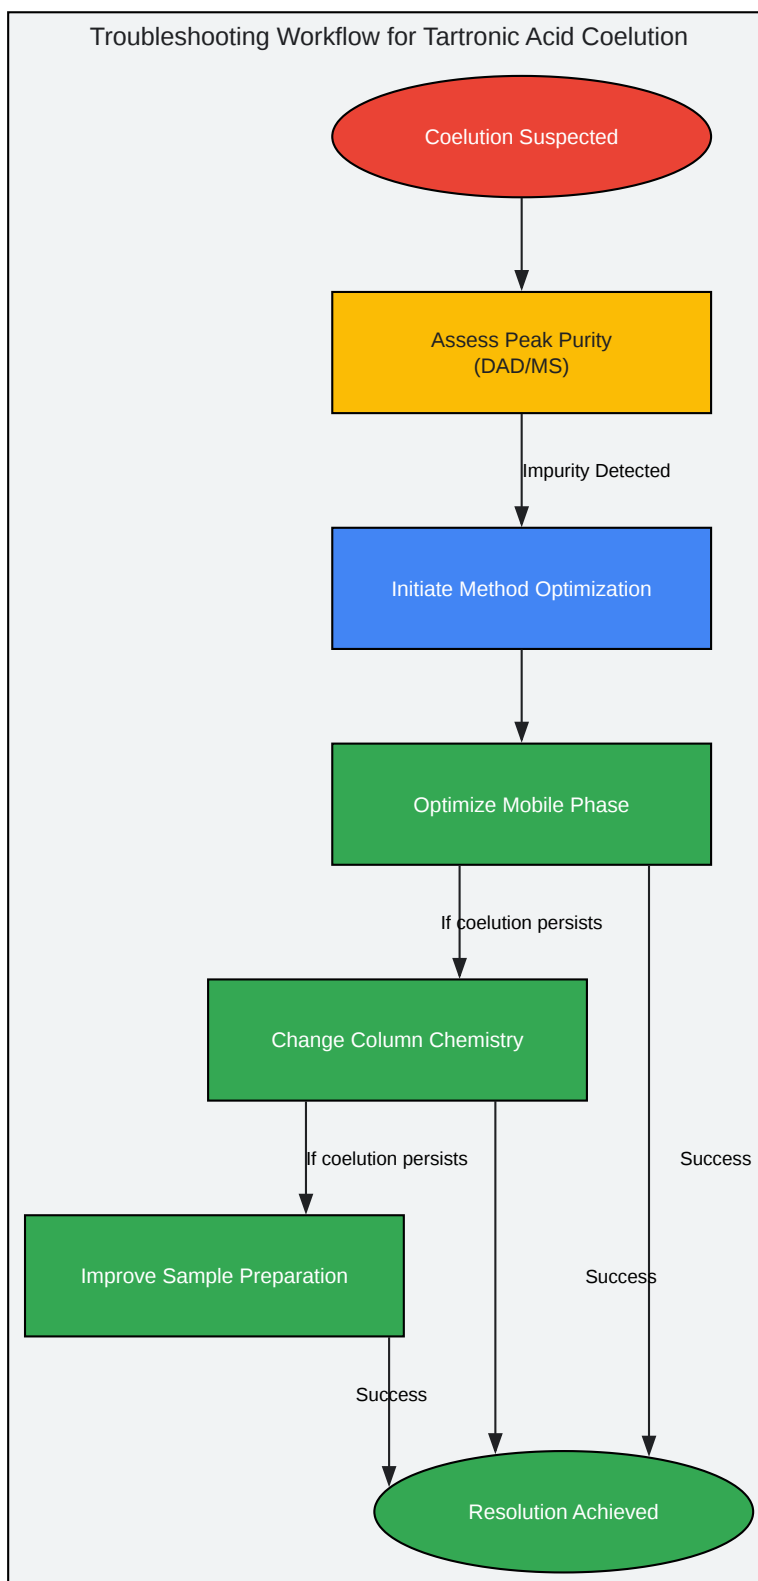 Troubleshooting Workflow for Tartronic Acid Coelution
Coelution Suspected
Assess Peak Purity
(DAD/MS)
Impurity Detected
Initiate Method Optimization
Optimize Mobile Phase
If coelution persists
Change Column Chemistry
If coelution persists
Success
Improve Sample Preparation
Success
Success
Resolution Achieved